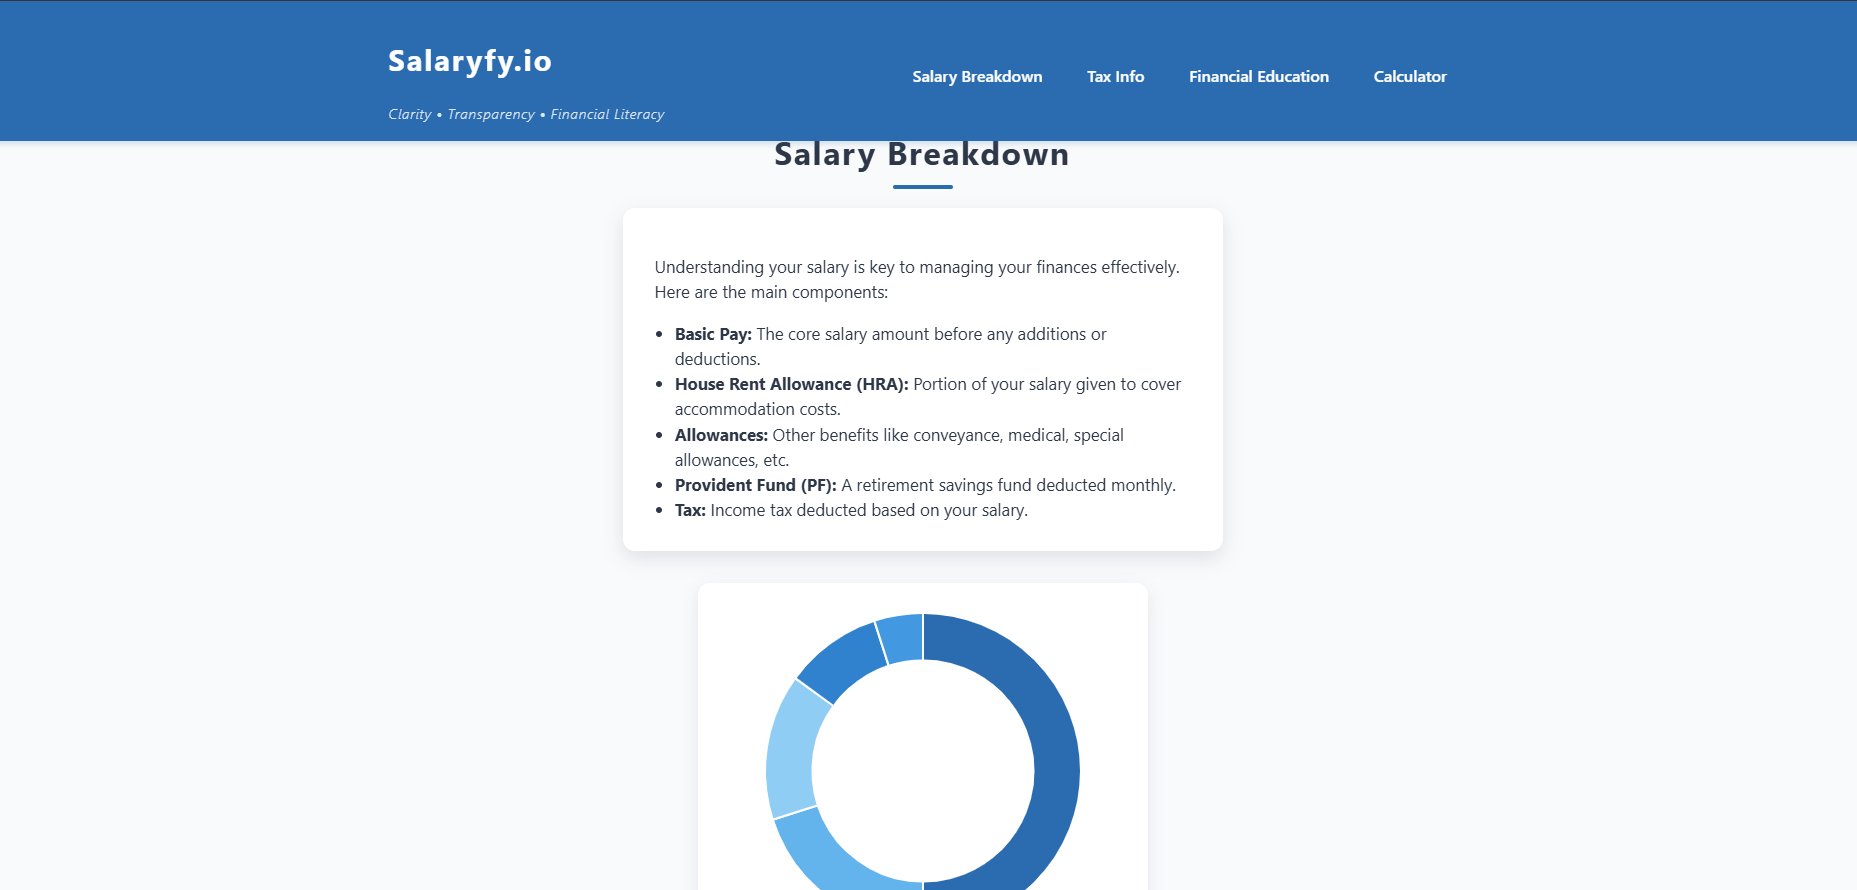 Salaryfy.io
Clarity • Transparency • Financial Literacy
Salary Breakdown
Tax Info
Financial Education
Calculator
Salary Breakdown
Understanding your salary is key to managing your finances effectively.
Here are the main components:
• Basic Pay: The core salary amount before any additions or
deductions.
• House Rent Allowance (HRA): Portion of your salary given to cover
accommodation costs.
• Allowances: Other benefits like conveyance, medical, special
allowances, etc.
• Provident Fund (PF): A retirement savings fund deducted monthly.
• Tax: Income tax deducted based on your salary.